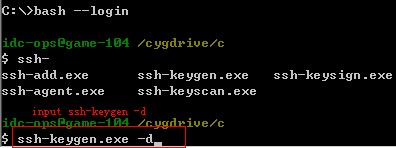 C:\>bash --login
idc-ops@game-104 /cygdrive/c
$ ssh-
ssh-add.exe ssh-keygen.exe ssh-keysign.exe
ssh-agent.exe ssh-keyscan.exe
input ssh-keygen -d
idc-ops@game-104 /cygdrive/c
$ ssh-keygen.exe -d